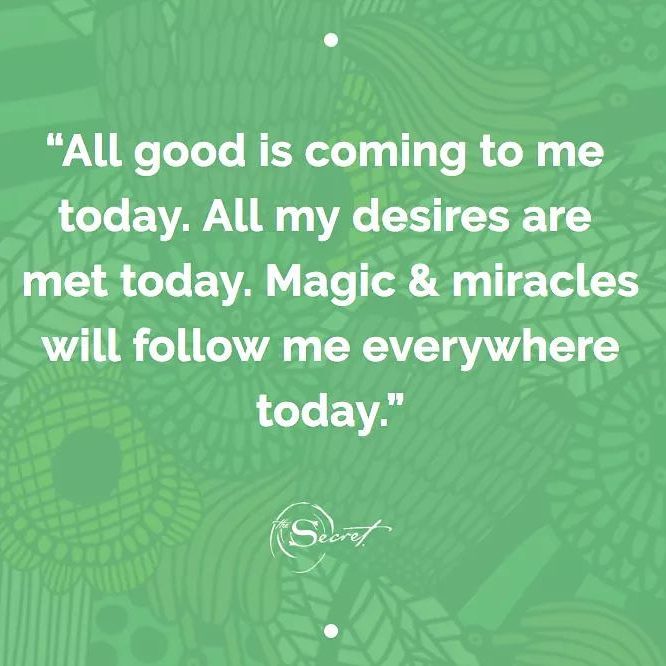 “All good is coming to me
today. All my desires are
met today. Magic & miracles
will follow me everywhere
today.”
the Secret